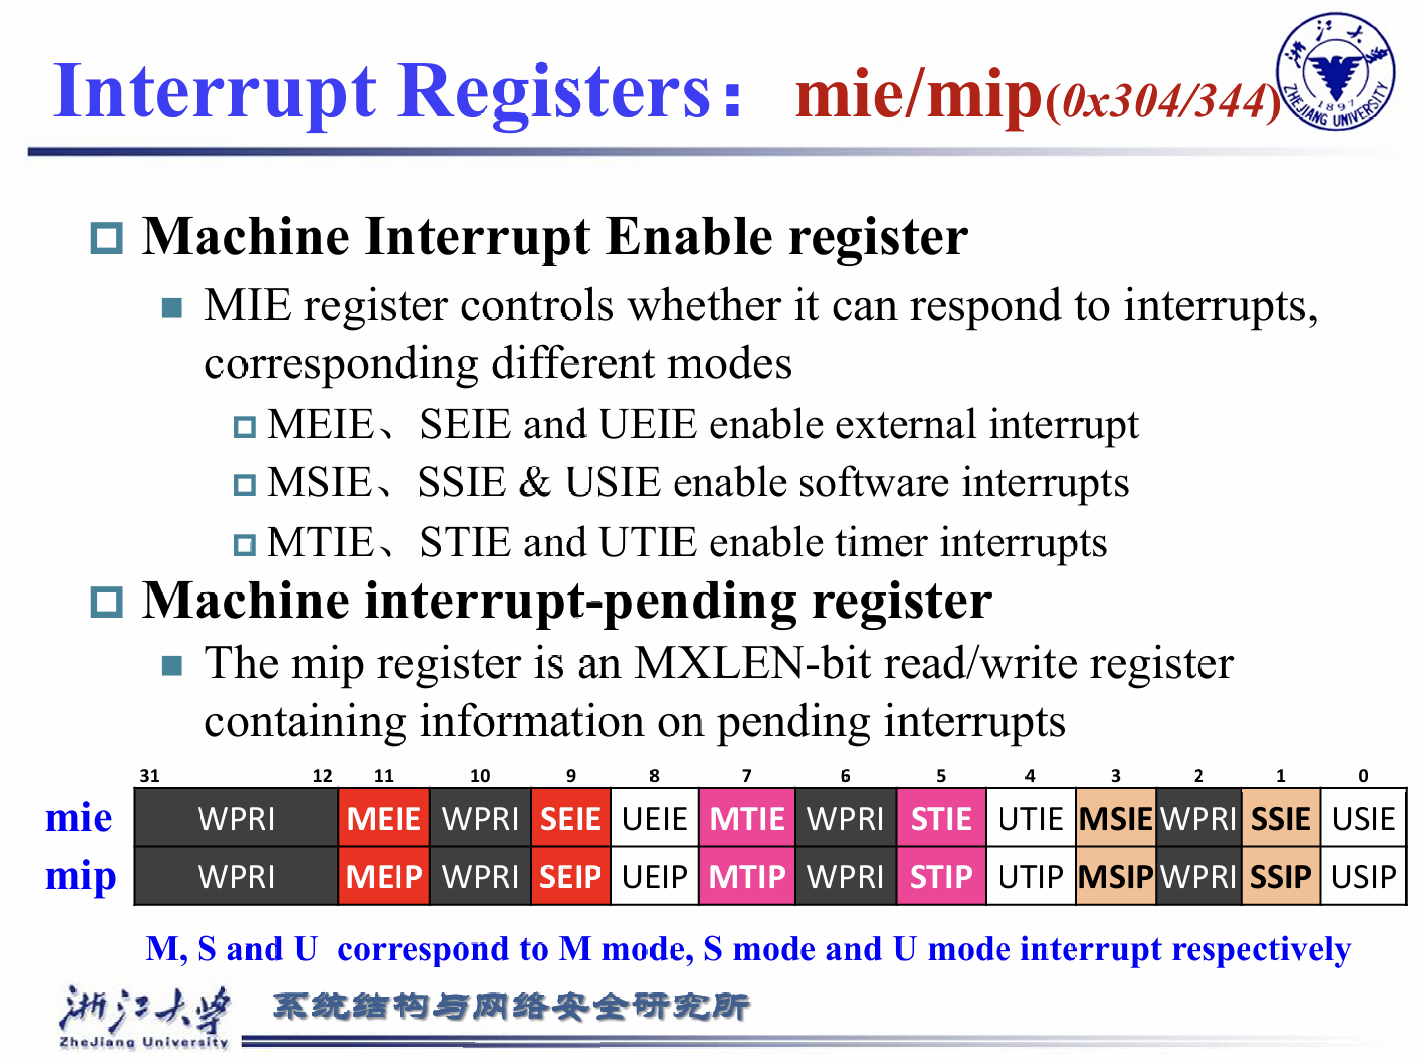 Interrupt Registers： mie/mip(0x304/344)
ZHEJIANG UNIVERSITY
1897
Machine Interrupt Enable register
MIE register controls whether it can respond to interrupts,
corresponding different modes
MEIE、SEIE and UEIE enable external interrupt
MSIE、SSIE & USIE enable software interrupts
MTIE、STIE and UTIE enable timer interrupts
Machine interrupt-pending register
The mip register is an MXLEN-bit read/write register
containing information on pending interrupts
31 12 11 10 9 8 7 6 5 4 3 2 1 0
mie WPRI MEIE WPRI SEIE UEIE MTIE WPRI STIE UTIE MSIE WPRI SSIE USIE
mip WPRI MEIP WPRI SEIP UEIP MTIP WPRI STIP UTIP MSIP WPRI SSIP USIP
M, S and U correspond to M mode, S mode and U mode interrupt respectively
浙江大学 系统结构与网络安全研究所
ZheJiang University